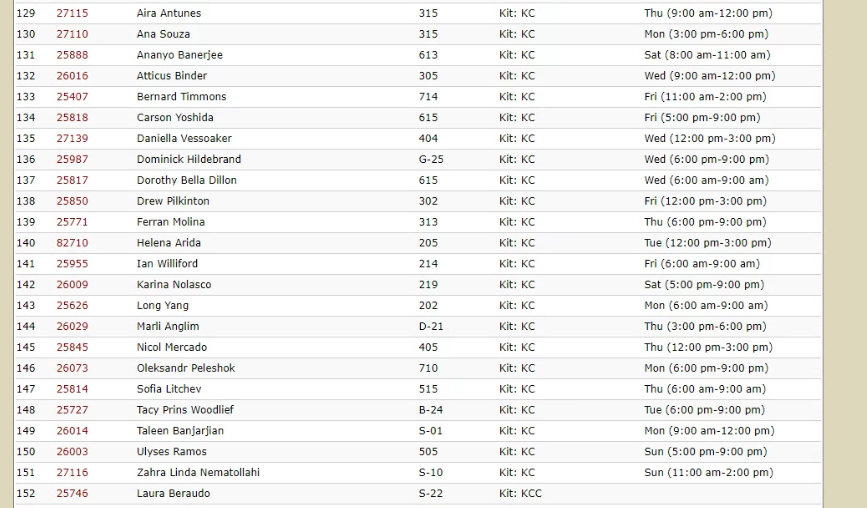 129 27115 Aira Antunes 315 Kit: KC Thu (9:00 am-12:00 pm)
130 27110 Ana Souza 315 Kit: KC Mon (3:00 pm-6:00 pm)
131 25888 Ananyo Banerjee 613 Kit: KC Sat (8:00 am-11:00 am)
132 26016 Atticus Binder 305 Kit: KC Wed (9:00 am-12:00 pm)
133 25407 Bernard Timmons 714 Kit: KC Fri (11:00 am-2:00 pm)
134 25818 Carson Yoshida 615 Kit: KC Fri (5:00 pm-9:00 pm)
135 27139 Daniella Vessoaker 404 Kit: KC Wed (12:00 pm-3:00 pm)
136 25987 Dominick Hildebrand G-25 Kit: KC Wed (6:00 pm-9:00 pm)
137 25817 Dorothy Bella Dillon 615 Kit: KC Wed (6:00 am-9:00 am)
138 25850 Drew Pilkinton 302 Kit: KC Fri (12:00 pm-3:00 pm)
139 25771 Ferran Molina 313 Kit: KC Thu (6:00 pm-9:00 pm)
140 82710 Helena Arida 205 Kit: KC Tue (12:00 pm-3:00 pm)
141 25955 Ian Williford 214 Kit: KC Fri (6:00 am-9:00 am)
142 26009 Karina Nolasco 219 Kit: KC Sat (5:00 pm-9:00 pm)
143 25626 Long Yang 202 Kit: KC Mon (6:00 am-9:00 am)
144 26029 Marli Anglim D-21 Kit: KC Thu (3:00 pm-6:00 pm)
145 25845 Nicol Mercado 405 Kit: KC Thu (12:00 pm-3:00 pm)
146 26073 Oleksandr Peleshok 710 Kit: KC Mon (6:00 pm-9:00 pm)
147 25814 Sofia Litchev 515 Kit: KC Thu (6:00 am-9:00 am)
148 25727 Tacy Prins Woodlief B-24 Kit: KC Tue (6:00 pm-9:00 pm)
149 26014 Taleen Banjarjian S-01 Kit: KC Mon (9:00 am-12:00 pm)
150 26003 Ulyses Ramos 505 Kit: KC Sun (5:00 pm-9:00 pm)
151 27116 Zahra Linda Nematollahi S-10 Kit: KC Sun (11:00 am-2:00 pm)
152 25746 Laura Beraudo S-22 Kit: KCC